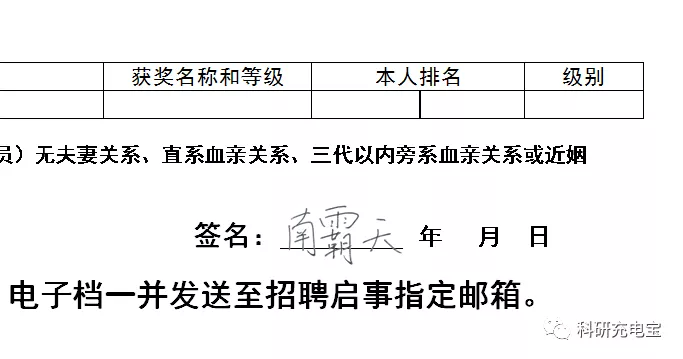 获奖名称和等级 本人排名 级别
员）无夫妻关系、直系血亲关系、三代以内旁系血亲关系或近姻
签名：南霸天 年 月 日
电子档一并发送至招聘启事指定邮箱。
科研充电宝